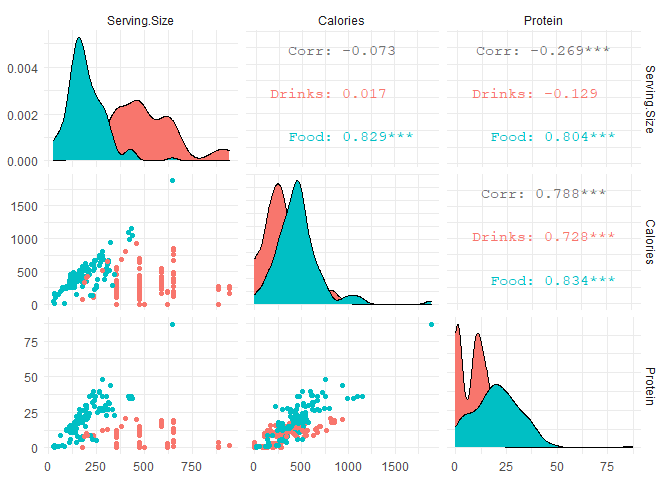 Serving.Size Calories Protein
0.004
0.002
0.000
Corr: -0.073
Drinks: 0.017
Food: 0.829***
Corr: -0.269***
Drinks: -0.129
Food: 0.804***
Serving.Size
1500
1000
500
0
Corr: 0.788***
Drinks: 0.728***
Food: 0.834***
Calories
75
50
25
0
Protein
0 250 500 750
0 500 1000 1500
0 25 50 75